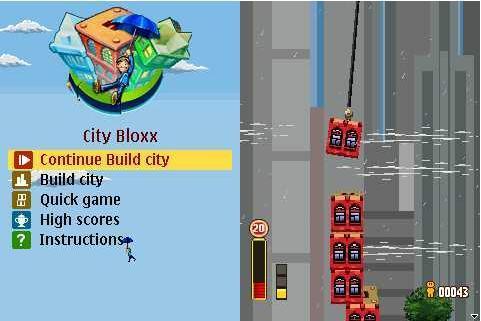 City Bloxx
Continue Build city
Build city
Quick game
High scores
Instructions
20
00043